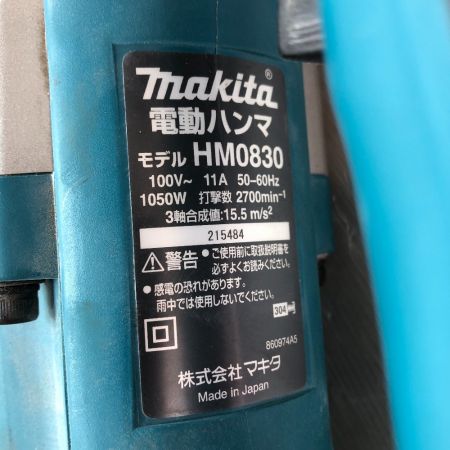 makita®
電動ハンマ
モデル HM0830
100V~ 11A 50-60Hz
1050W 打撃数 2700min⁻¹
3軸合成値:15.5 m/s²
215484
⚠警告 ●ご使用前に取扱説明書を
必ずよくお読みください。
●感電の恐れがあります。
雨中では使用しないでください。
304
860974A5
株式会社 マキタ
Made in Japan